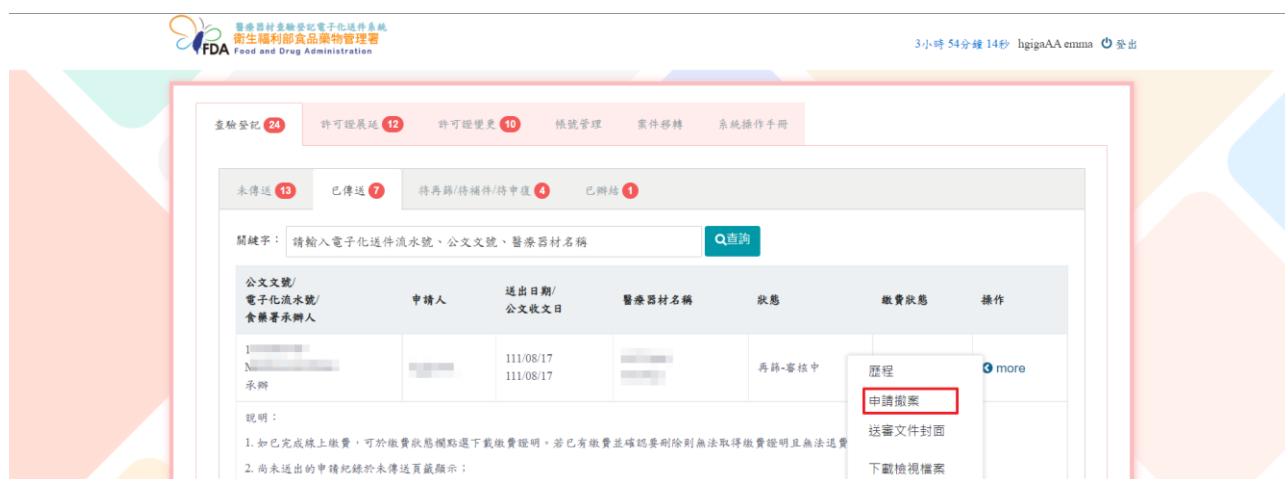 醫療器材查驗登記電子化送件系統
衛生福利部食品藥物管理署
FDA Food and Drug Administration
3小時 54分鐘 14秒 hgigaAA emma 登出
查驗登記 24 許可證展延 12 許可證變更 10 帳號管理 案件移轉 系統操作手冊
未傳送 13 已傳送 7 待再篩/待補件/待申復 4 已辦結 1
關鍵字： 請輸入電子化送件流水號、公文文號、醫療器材名稱 查詢
公文文號/
電子化流水號/
食藥署承辦人
申請人
送出日期/
公文收文日
醫療器材名稱
狀態
繳費狀態
操作
1
N
承辦
111/08/17
111/08/17
再篩-審核中
more
歷程
申請撤案
送審文件封面
下載檢視檔案
說明：
1. 如已完成線上繳費，可於繳費狀態欄點選下載繳費證明。若已有繳費並確認要刪除則無法取得繳費證明且無法退費
2. 尚未送出的申請紀錄於未傳送頁籤顯示；